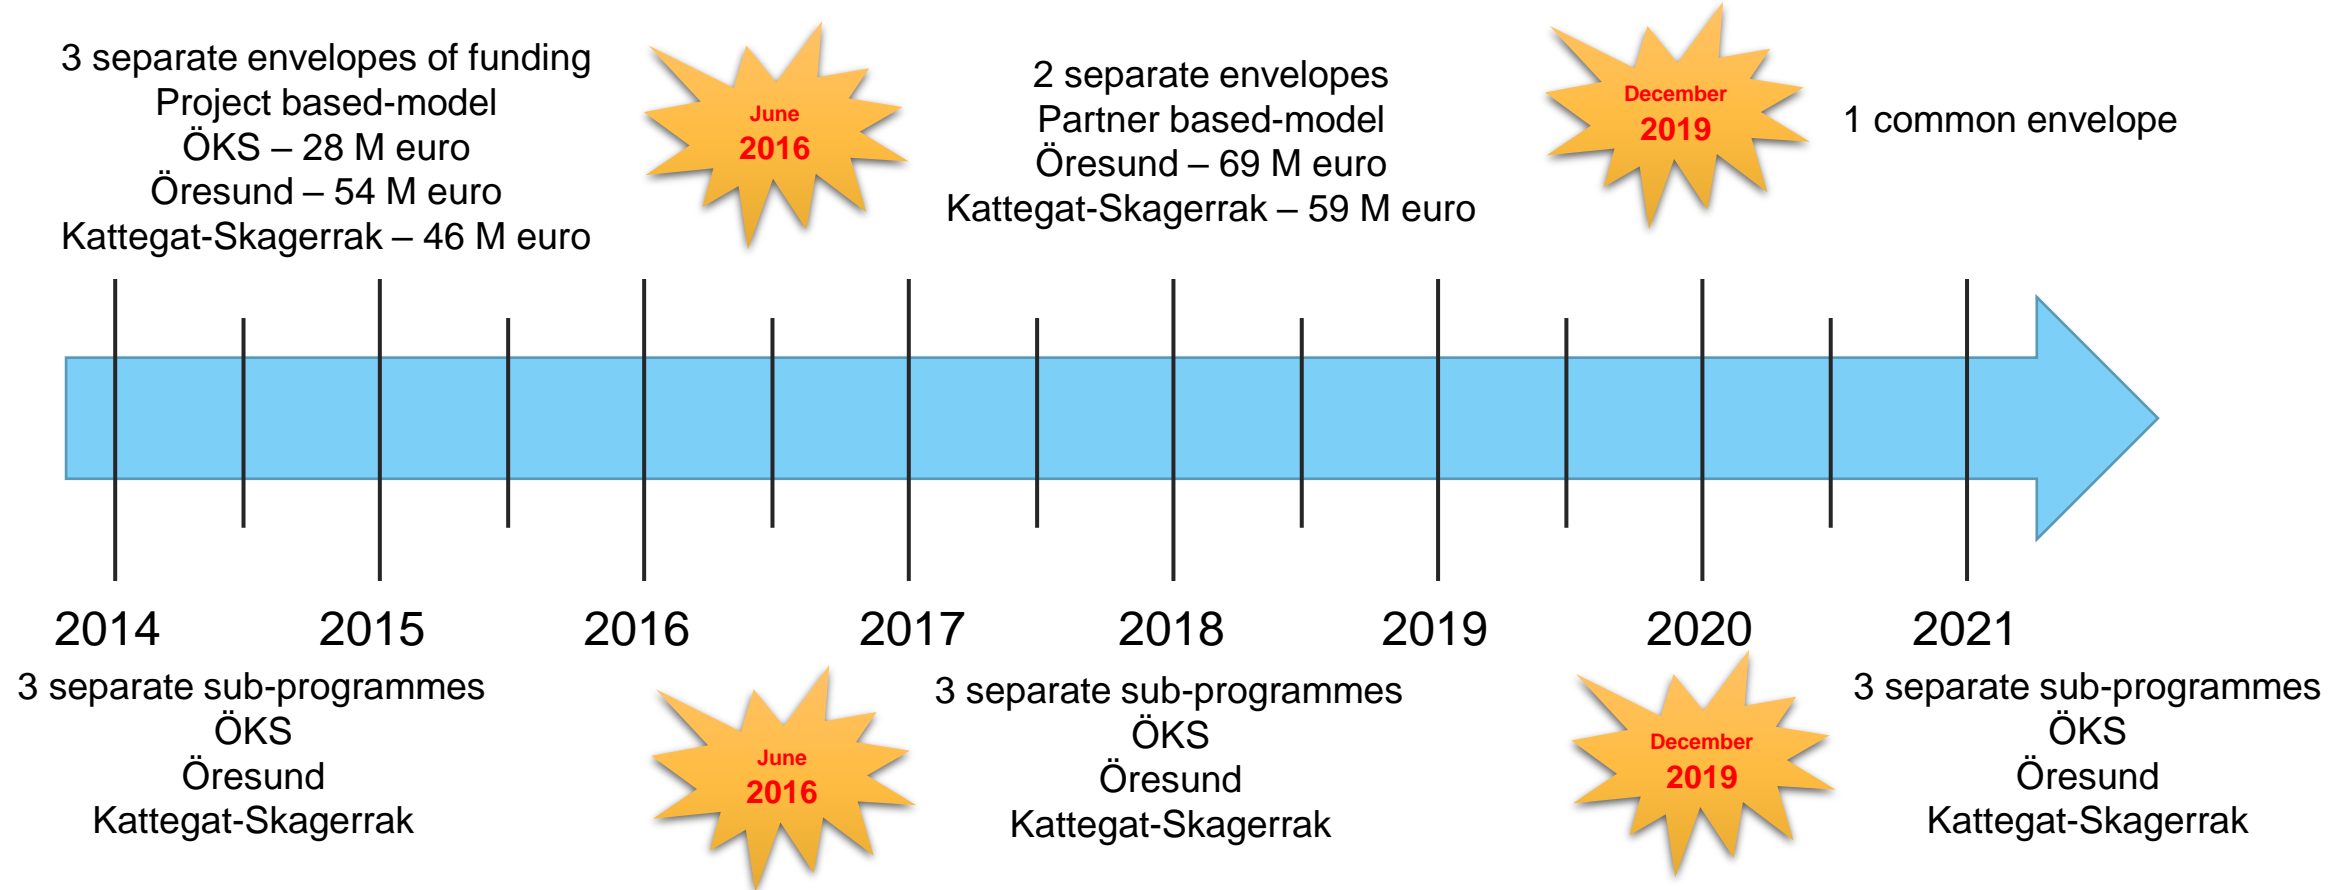 3 separate envelopes of funding
Project based-model
ÖKS – 28 M euro
Öresund – 54 M euro
Kattegat-Skagerrak – 46 M euro
June
2016
2 separate envelopes
Partner based-model
Öresund – 69 M euro
Kattegat-Skagerrak – 59 M euro
December
2019
1 common envelope
2014
2015
2016
2017
2018
2019
2020
2021
3 separate sub-programmes
ÖKS
Öresund
Kattegat-Skagerrak
June
2016
3 separate sub-programmes
ÖKS
Öresund
Kattegat-Skagerrak
December
2019
3 separate sub-programmes
ÖKS
Öresund
Kattegat-Skagerrak